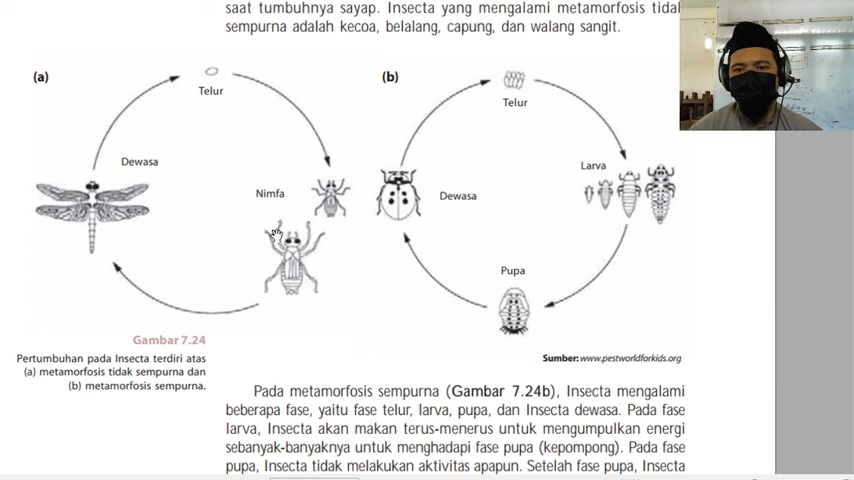 saat tumbuhnya sayap. Insecta yang mengalami metamorfosis tidak
sempurna adalah kecoa, belalang, capung, dan walang sangit.
(a)
Telur
Dewasa
Nimfa
(b)
Telur
Larva
Dewasa
Pupa
Gambar 7.24
Pertumbuhan pada Insecta terdiri atas
(a) metamorfosis tidak sempurna dan
(b) metamorfosis sempurna.
Sumber: www.pestworldforkids.org
Pada metamorfosis sempurna (Gambar 7.24b), Insecta mengalami
beberapa fase, yaitu fase telur, larva, pupa, dan Insecta dewasa. Pada fase
larva, Insecta akan makan terus-menerus untuk mengumpulkan energi
sebanyak-banyaknya untuk menghadapi fase pupa (kepompong). Pada fase
pupa, Insecta tidak melakukan aktivitas apapun. Setelah fase pupa, Insecta